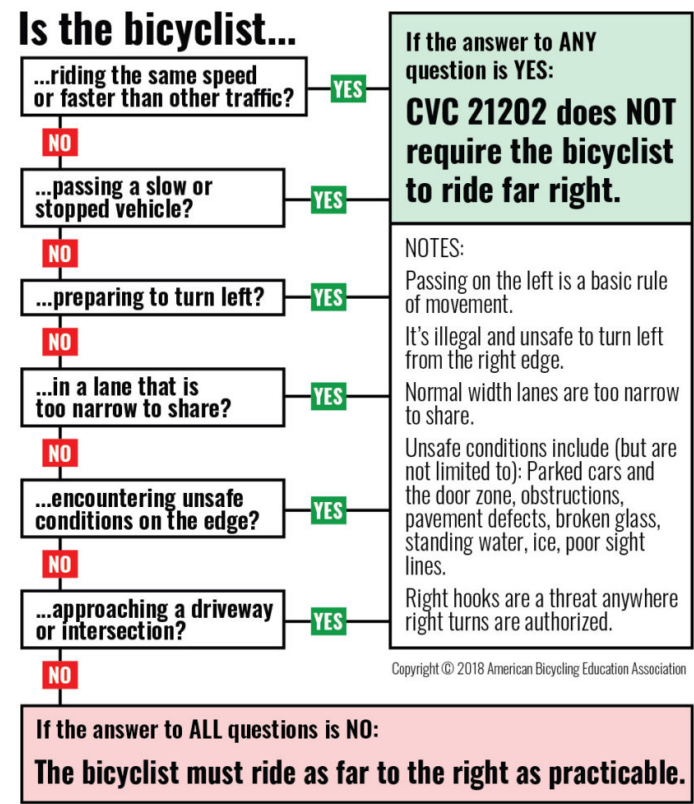 Is the bicyclist...
...riding the same speed
or faster than other traffic?
YES
NO
...passing a slow or
stopped vehicle?
YES
NO
...preparing to turn left?
YES
NO
...in a lane that is
too narrow to share?
YES
NO
...encountering unsafe
conditions on the edge?
YES
NO
...approaching a driveway
or intersection?
YES
NO
If the answer to ANY
question is YES:
CVC 21202 does NOT
require the bicyclist
to ride far right.
NOTES:
Passing on the left is a basic rule
of movement.
It's illegal and unsafe to turn left
from the right edge.
Normal width lanes are too narrow
to share.
Unsafe conditions include (but are
not limited to): Parked cars and
the door zone, obstructions,
pavement defects, broken glass,
standing water, ice, poor sight
lines.
Right hooks are a threat anywhere
right turns are authorized.
Copyright © 2018 American Bicycling Education Association
If the answer to ALL questions is NO:
The bicyclist must ride as far to the right as practicable.